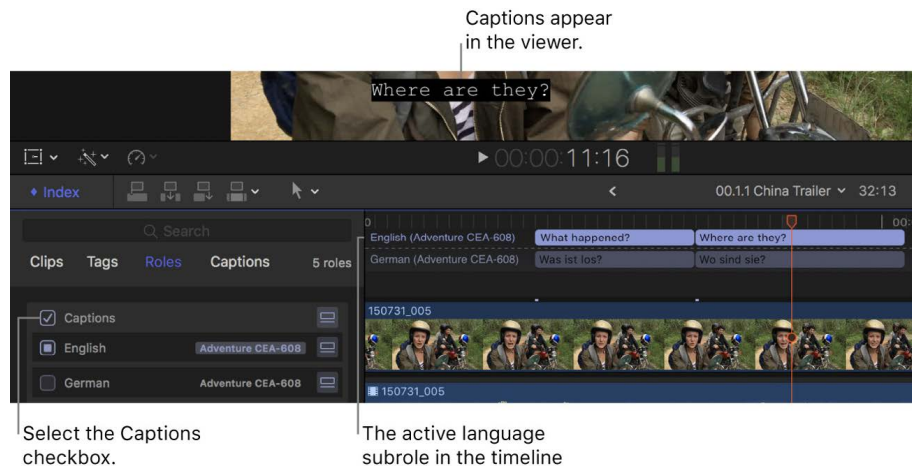 Captions appear
in the viewer.
Where are they?
00:00:11:16
Index
00.1.1 China Trailer
32:13
Search
Clips Tags Roles Captions 5 roles
0
00:
English (Adventure CEA-608) What happened? Where are they?
German (Adventure CEA-608) Was ist los? Wo sind sie?
Captions
English Adventure CEA-608
German Adventure CEA-608
150731_005
150731_005
Select the Captions
checkbox.
The active language
subrole in the timeline